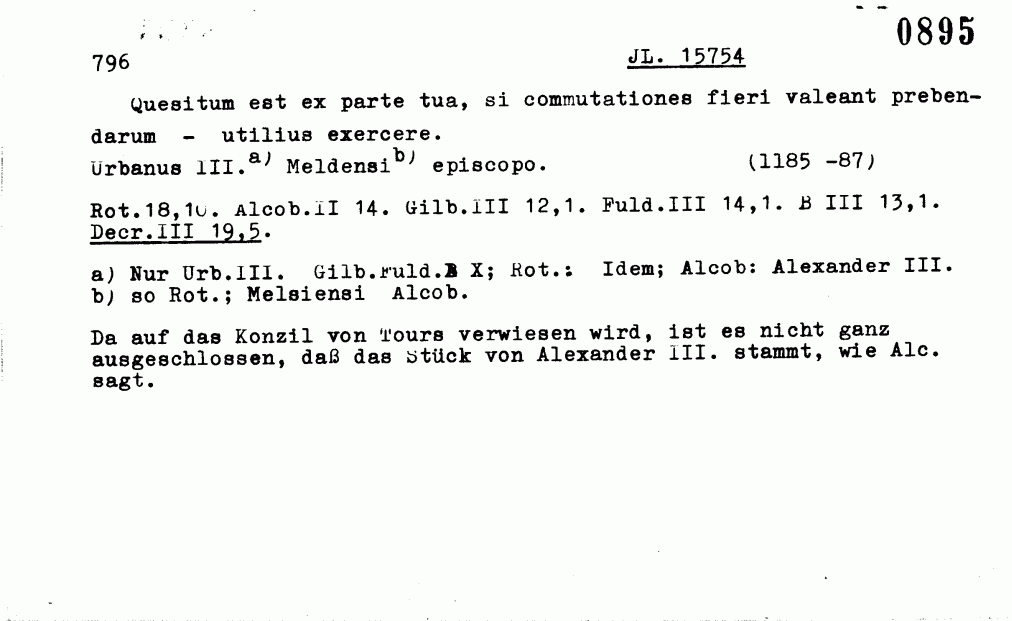 0895
796 JL. 15754
Quesitum est ex parte tua, si commutationes fieri valeant preben-
darum - utilius exercere.
Urbanus III.a) Meldensi b) episcopo. (1185 -87)
Rot.18,10. Alcob.II 14. Gilb.III 12,1. Fuld.III 14,1. B III 13,1.
Decr.III 19,5.
a) Nur Urb.III. Gilb.Fuld.B X; Rot.: Idem; Alcob: Alexander III.
b) so Rot.; Melsiensi Alcob.
Da auf das Konzil von Tours verwiesen wird, ist es nicht ganz
ausgeschlossen, daß das Stück von Alexander III. stammt, wie Alc.
sagt.